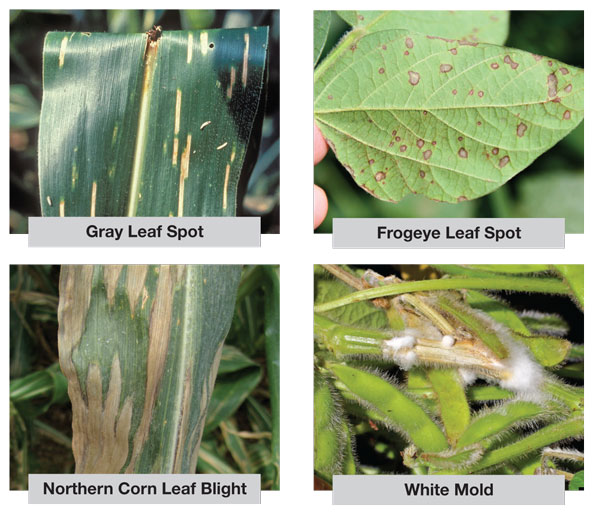 Gray Leaf Spot
Frogeye Leaf Spot
Northern Corn Leaf Blight
White Mold